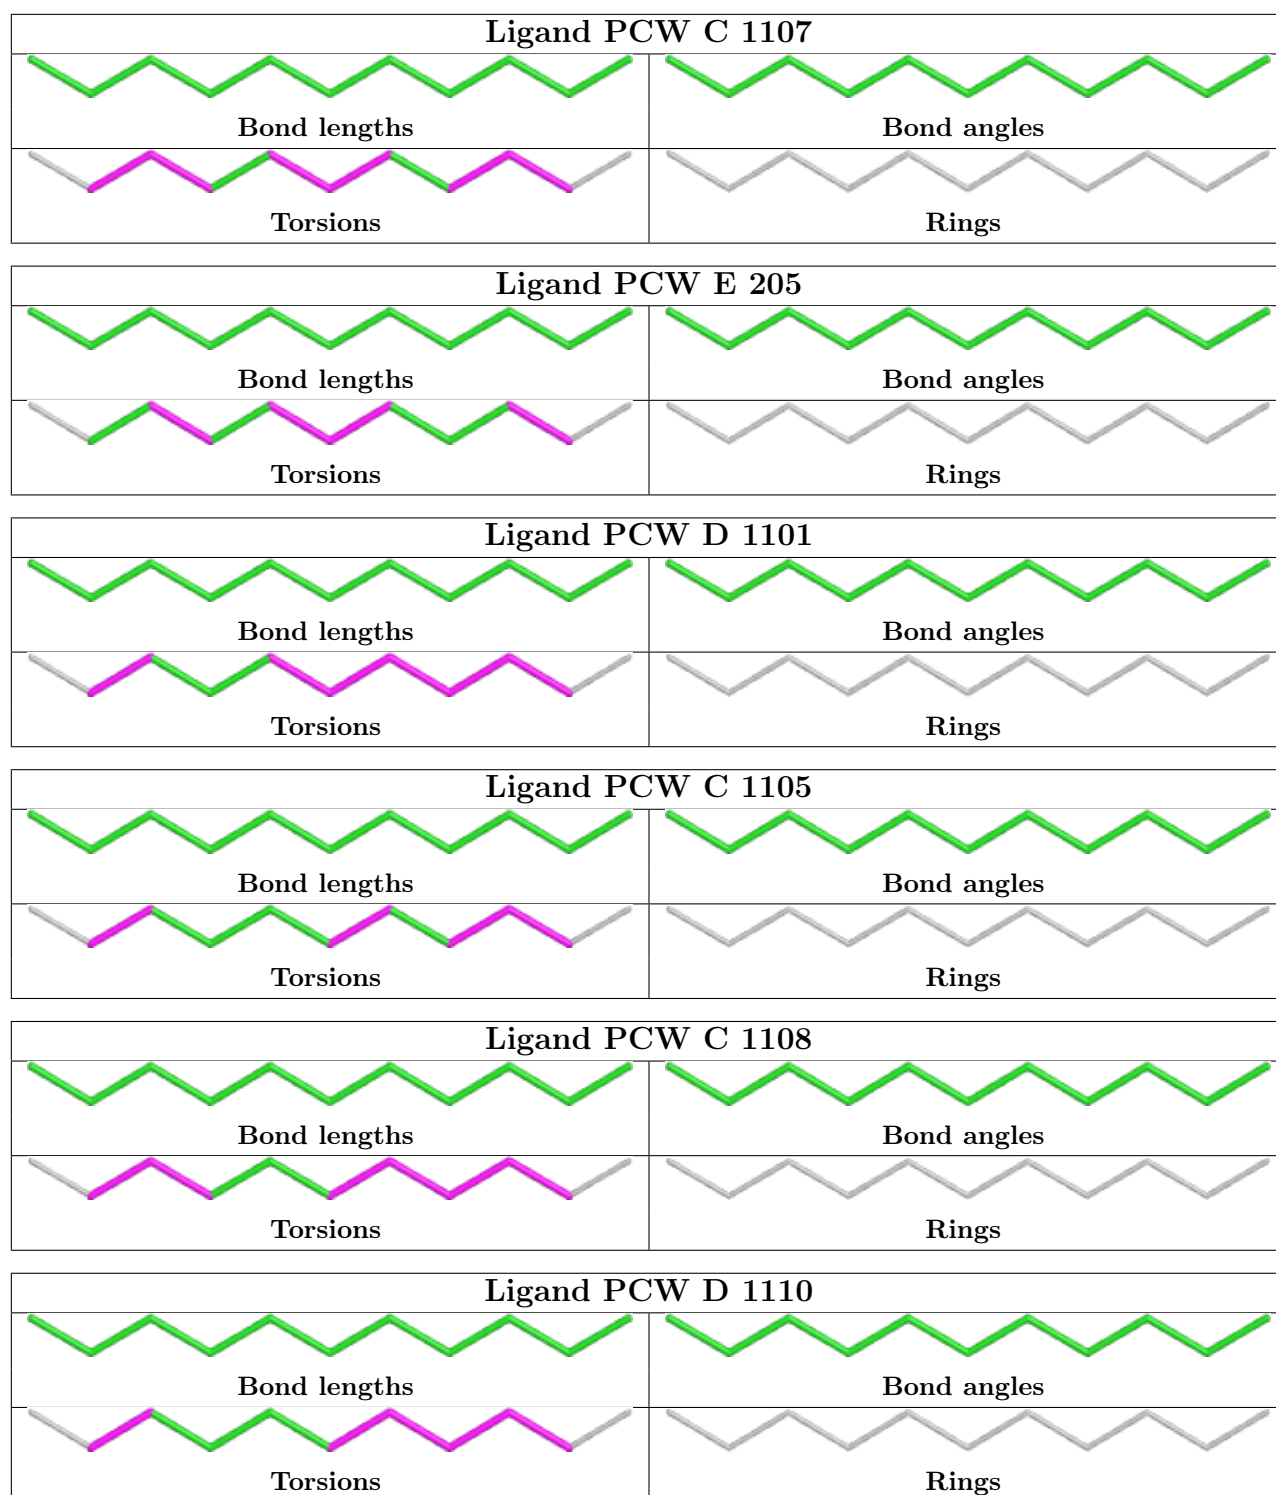 Ligand PCW C 1107
Bond lengths
Bond angles
Torsions
Rings
Ligand PCW E 205
Bond lengths
Bond angles
Torsions
Rings
Ligand PCW D 1101
Bond lengths
Bond angles
Torsions
Rings
Ligand PCW C 1105
Bond lengths
Bond angles
Torsions
Rings
Ligand PCW C 1108
Bond lengths
Bond angles
Torsions
Rings
Ligand PCW D 1110
Bond lengths
Bond angles
Torsions
Rings